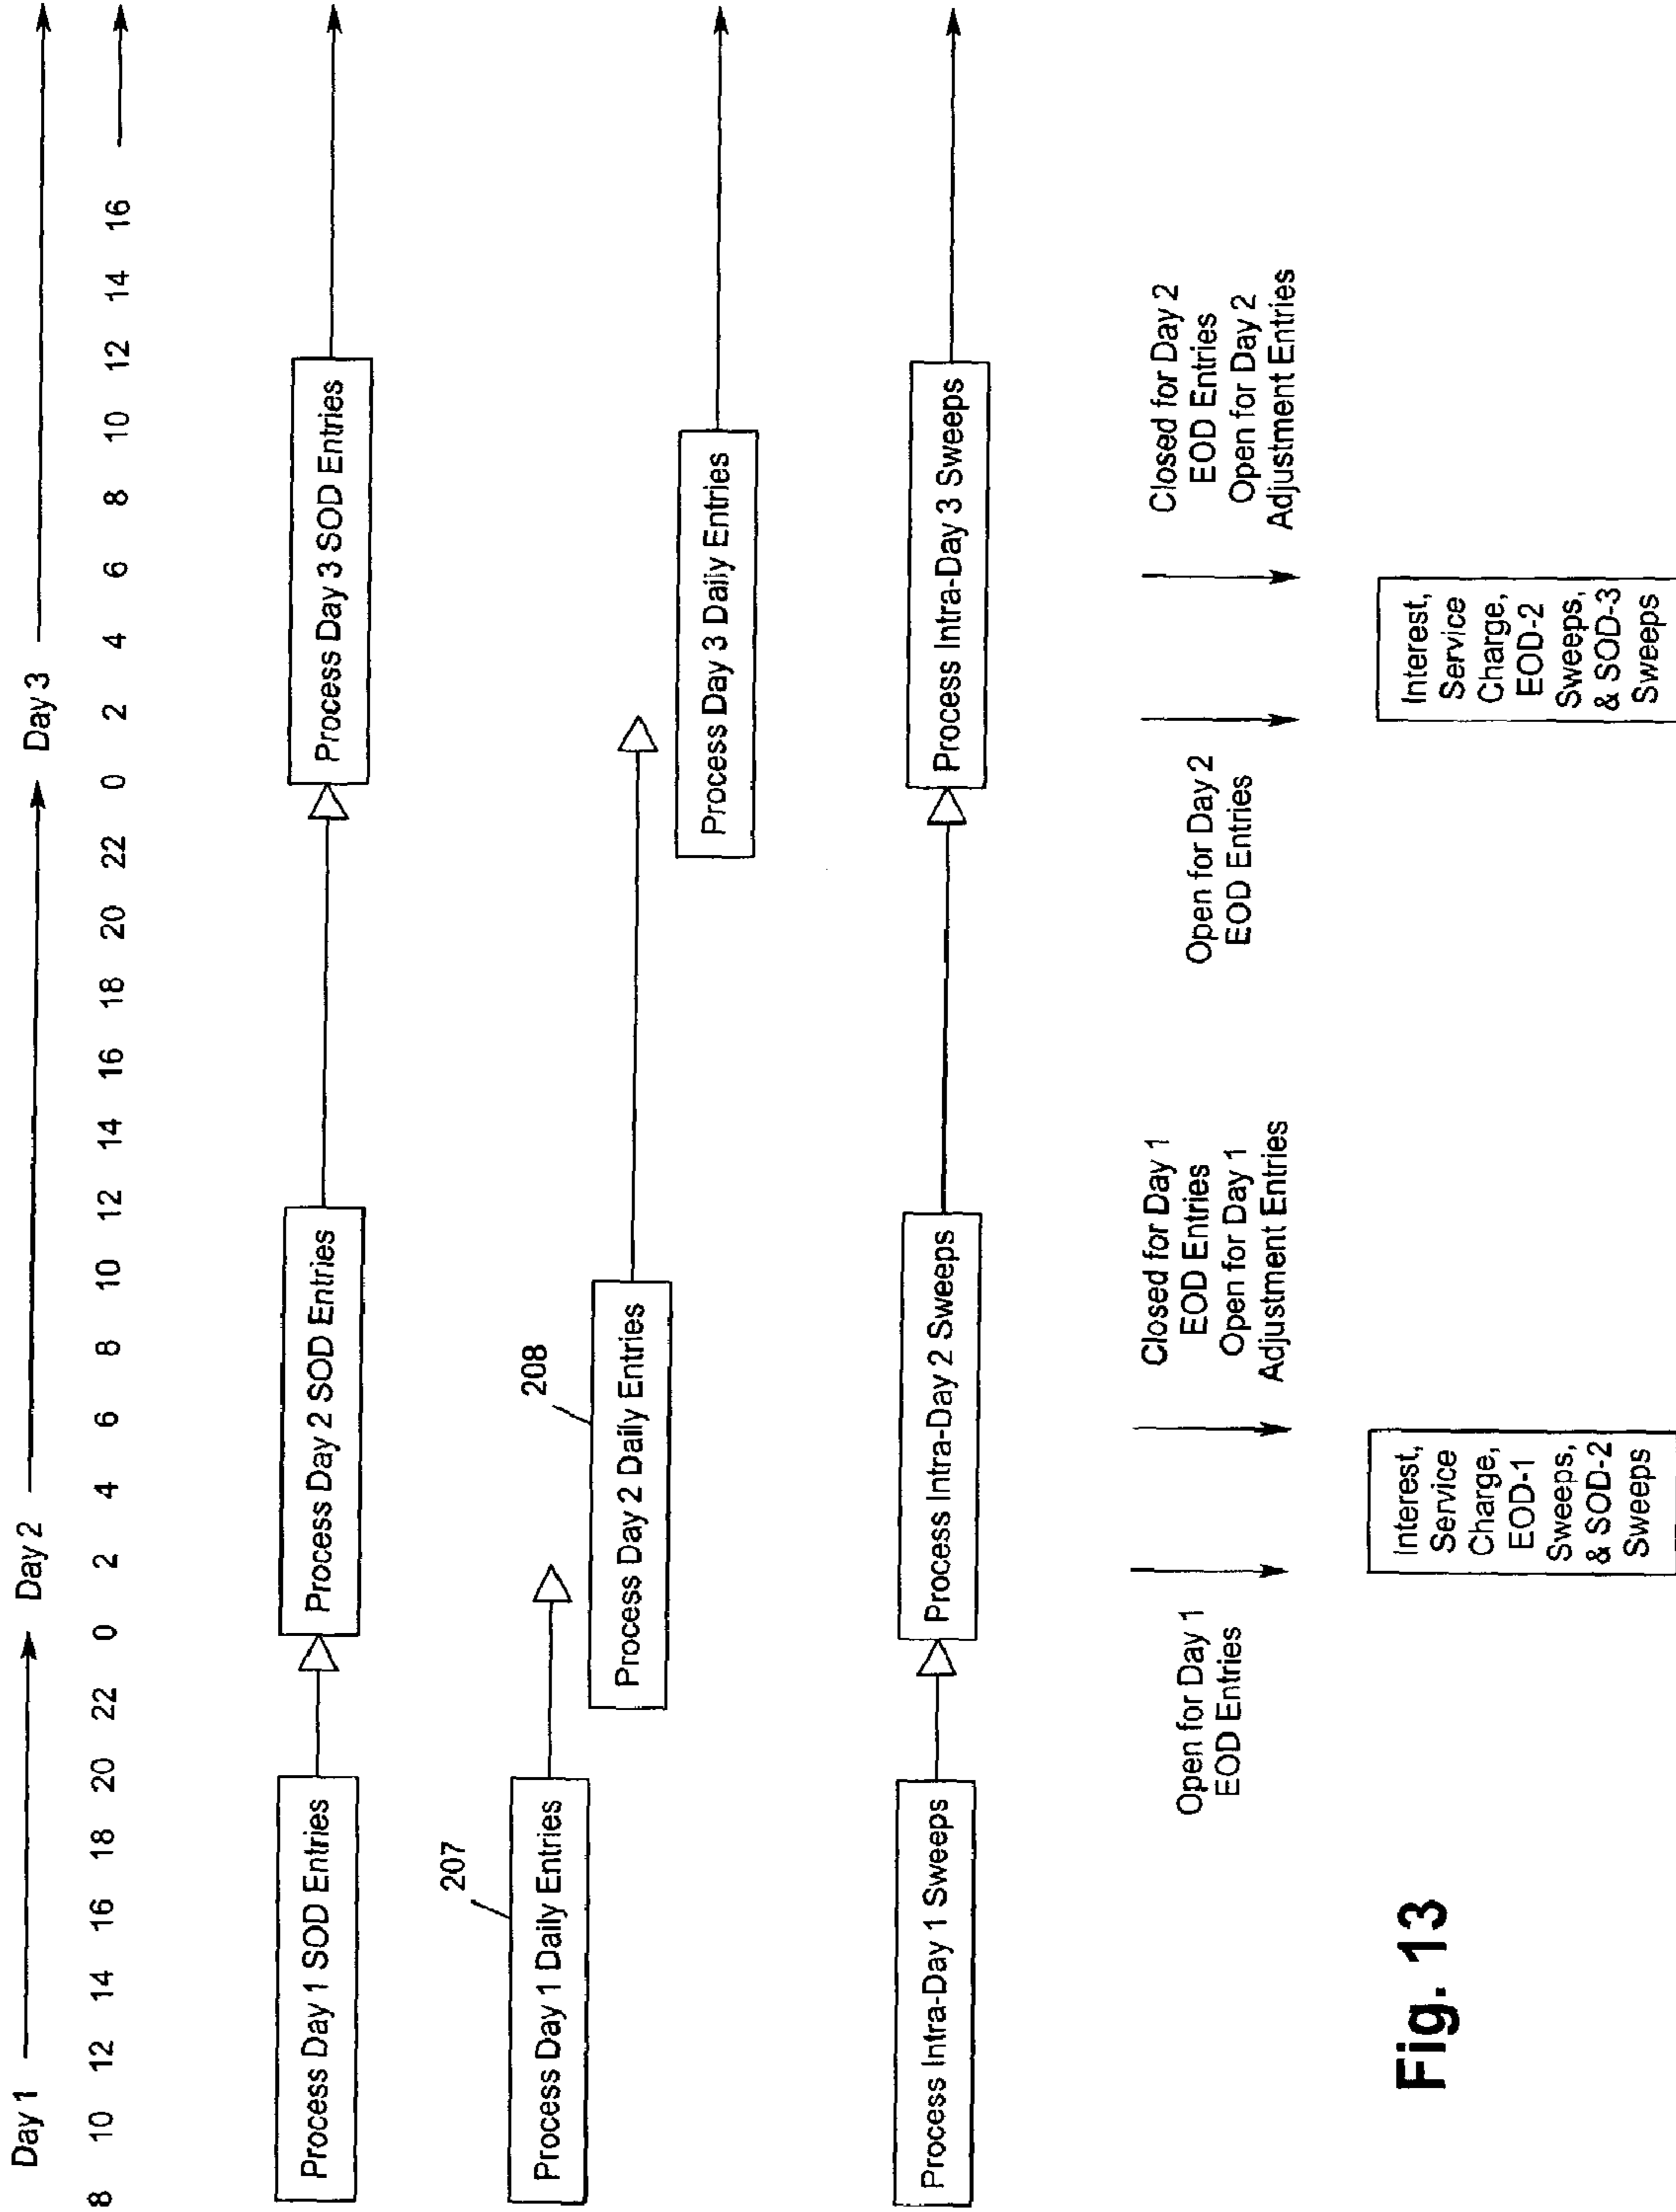 Day 1 Day 2 Day 3
8 10 12 14 16 18 20 22 0 2 4 6 8 10 12 14 16 18 20 22 0 2 4 6 8 10 12 14 16
Process Day 1 SOD Entries
Process Day 2 SOD Entries
Process Day 3 SOD Entries
207
Process Day 1 Daily Entries
208
Process Day 2 Daily Entries
Process Day 3 Daily Entries
Process Intra-Day 1 Sweeps
Process Intra-Day 2 Sweeps
Process Intra-Day 3 Sweeps
Open for Day 1
EOD Entries
Closed for Day 1
EOD Entries
Open for Day 1
Adjustment Entries
Open for Day 2
EOD Entries
Closed for Day 2
EOD Entries
Open for Day 2
Adjustment Entries
Interest,
Service
Charge,
EOD-1
Sweeps,
& SOD-2
Sweeps
Interest,
Service
Charge,
EOD-2
Sweeps,
& SOD-3
Sweeps
Fig. 13